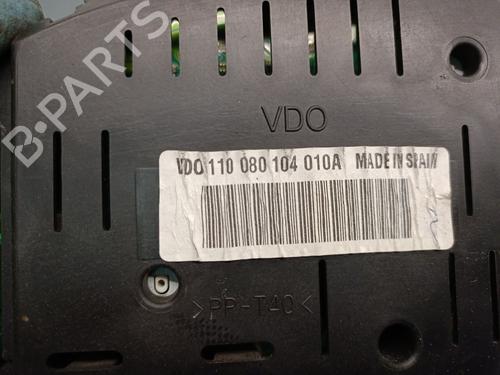 B-PARTS
VDO
VDO 110 080 104 010A MADE IN SPAIN
>PP-T40<